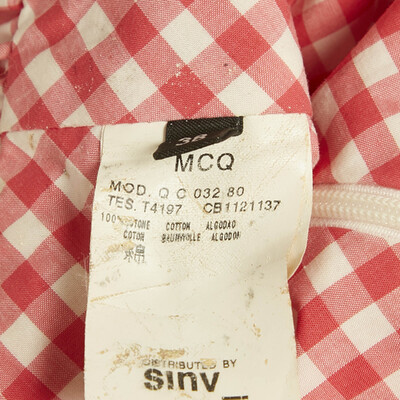 38
MCQ
MOD. Q C 032 80
TES. T4197 CB1121137
100 COTONE COTTON ALGODAO
COTON BAUMWOLLE ALGODON
DISTRIBUTED BY
sinv